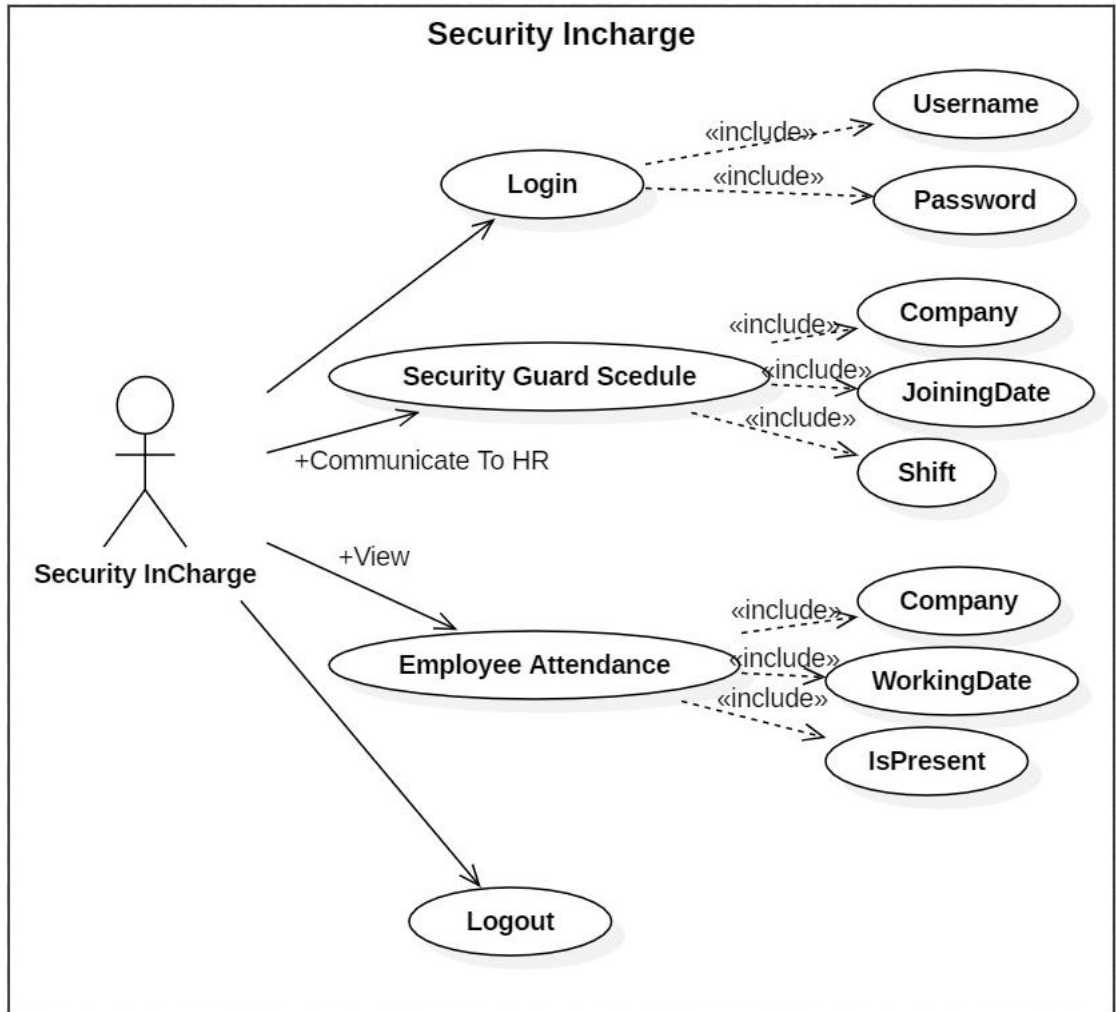 Security Incharge
Username
«include»
Login
«include»
Password
Company
«include»
Security Guard Scedule
«include»
JoiningDate
«include»
+Communicate To HR
Shift
Security InCharge
+View
Company
«include»
Employee Attendance
«include»
WorkingDate
«include»
IsPresent
Logout